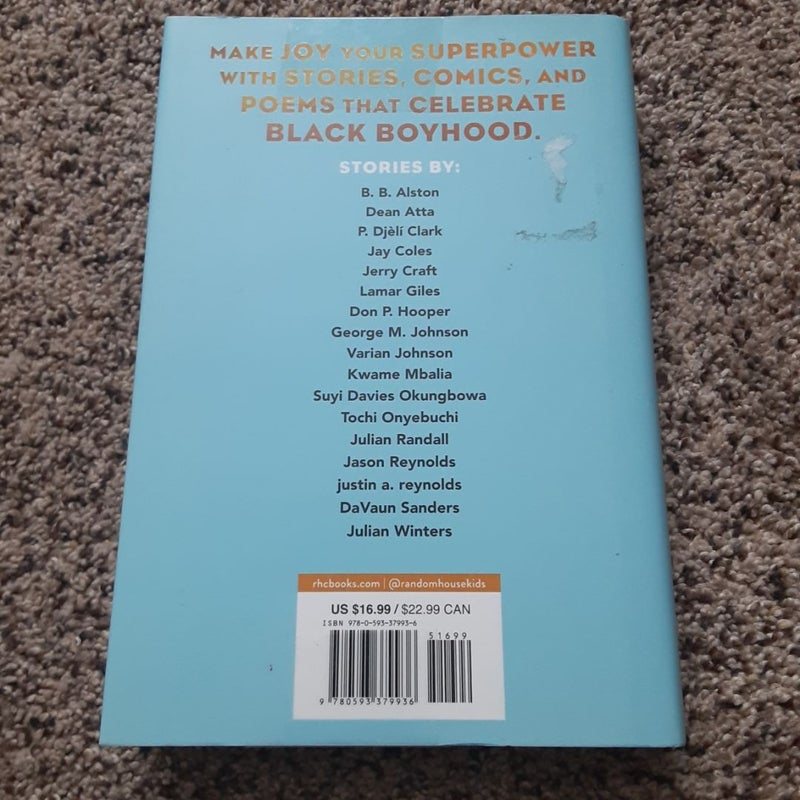 MAKE JOY YOUR SUPERPOWER
WITH STORIES, COMICS, AND
POEMS THAT CELEBRATE
BLACK BOYHOOD.
STORIES BY:
B. B. Alston
Dean Atta
P. Djèlí Clark
Jay Coles
Jerry Craft
Lamar Giles
Don P. Hooper
George M. Johnson
Varian Johnson
Kwame Mbalia
Suyi Davies Okungbowa
Tochi Onyebuchi
Julian Randall
Jason Reynolds
justin a. reynolds
DaVaun Sanders
Julian Winters
rhcbooks.com | @randomhousekids
US $16.99 / $22.99 CAN
ISBN 978-0-593-37993-6
51699
9 780593 379936